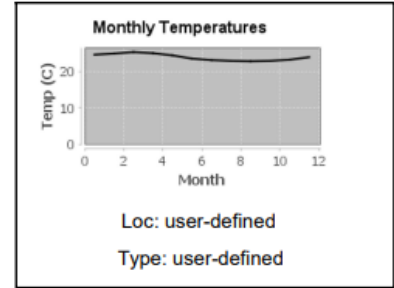 Monthly Temperatures
Temp (C)
20
10
0
0 2 4 6 8 10 12
Month
Loc: user-defined
Type: user-defined